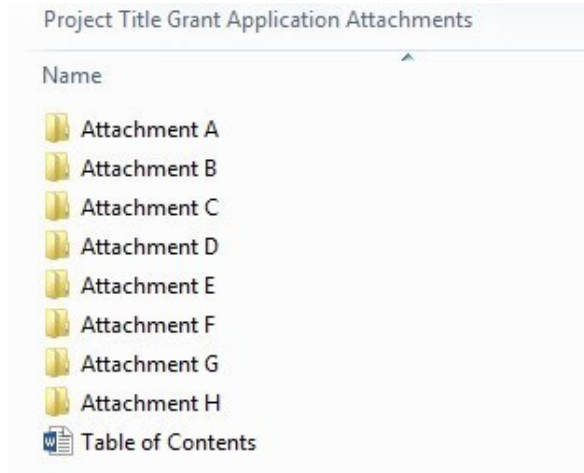 Project Title Grant Application Attachments
Name
Attachment A
Attachment B
Attachment C
Attachment D
Attachment E
Attachment F
Attachment G
Attachment H
Table of Contents